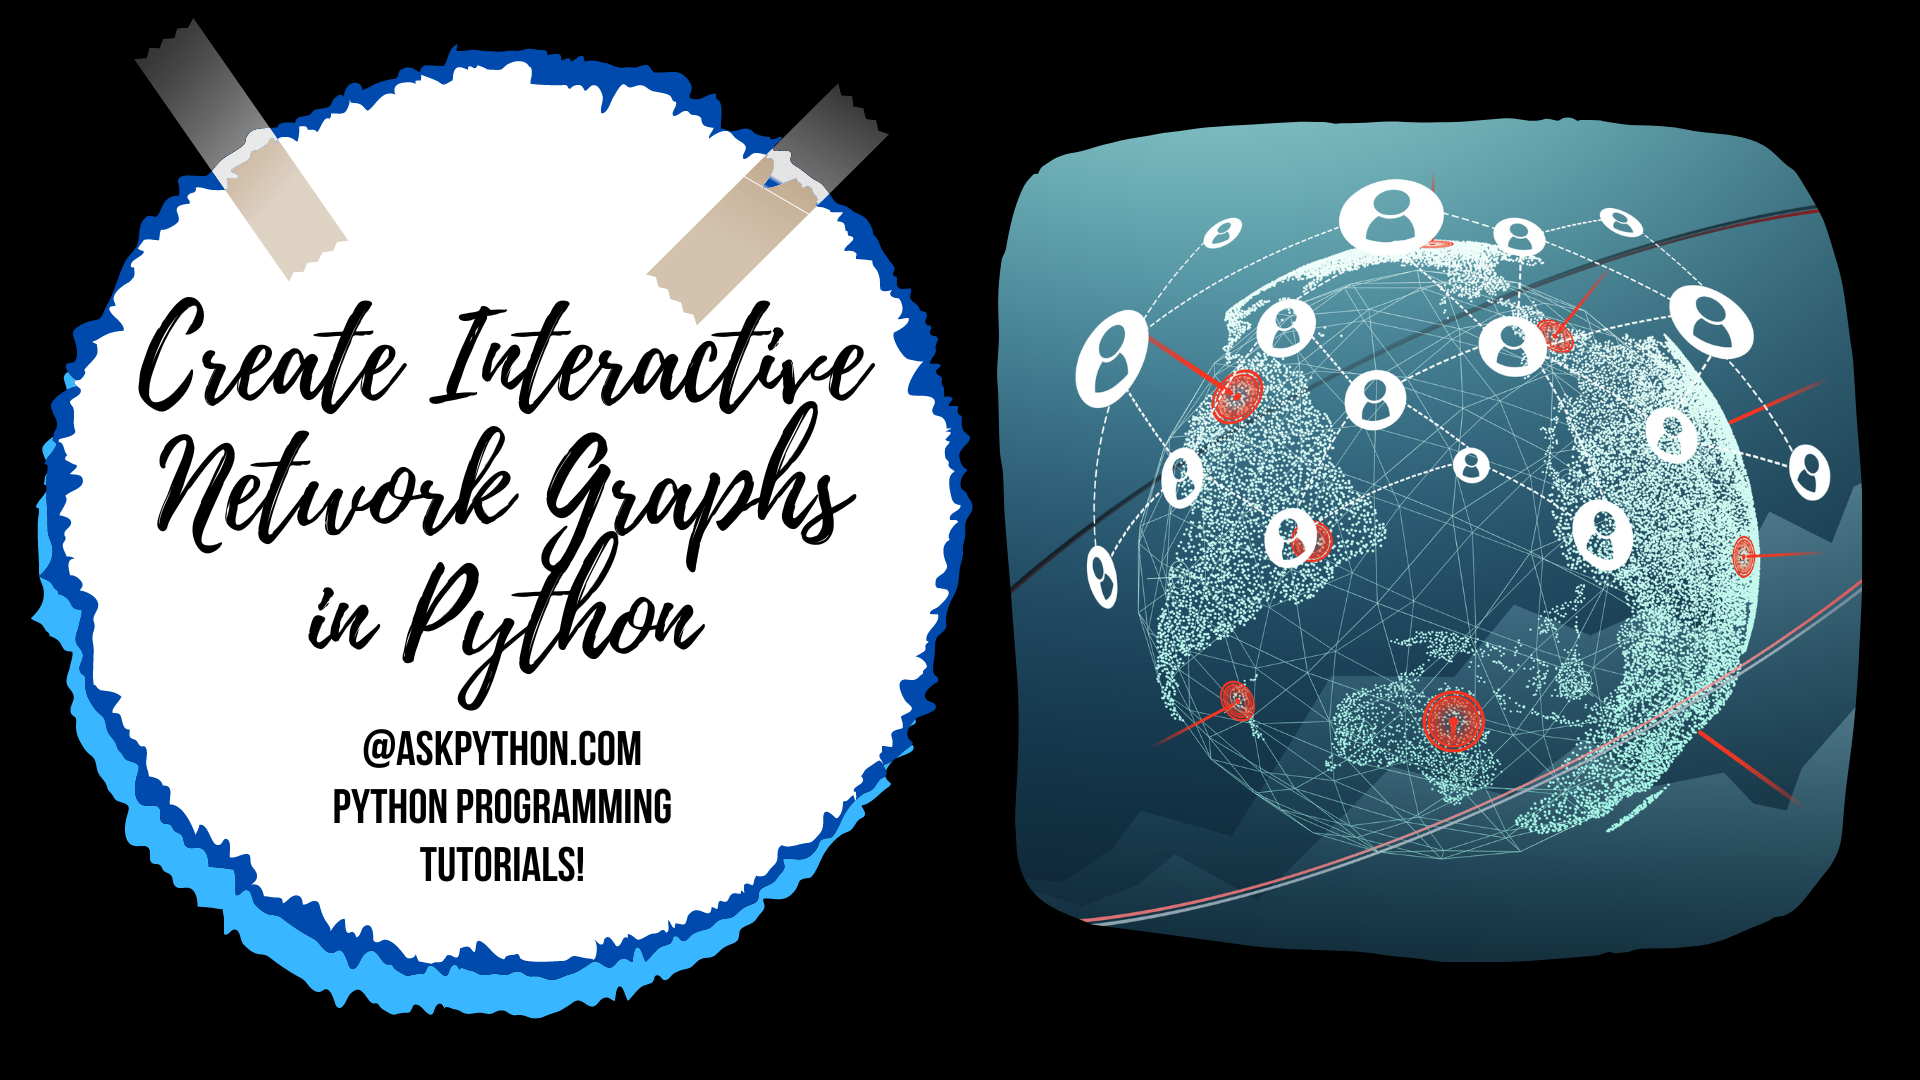 Create Interactive
Network Graphs
in Python
@ASKPYTHON.COM
PYTHON PROGRAMMING
TUTORIALS!